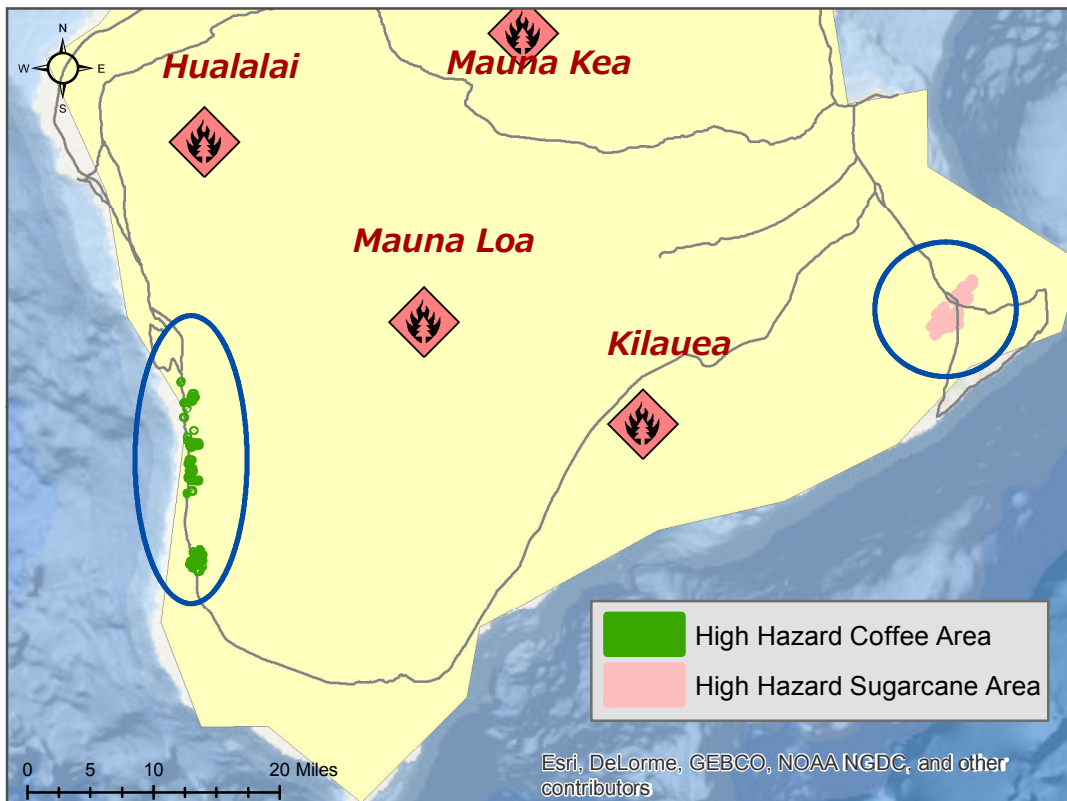 N
W E
S
Hualalai
Mauna Kea
Mauna Loa
Kilauea
High Hazard Coffee Area
High Hazard Sugarcane Area
0 5 10 20 Miles
Esri, DeLorme, GEBCO, NOAA NGDC, and other
contributors